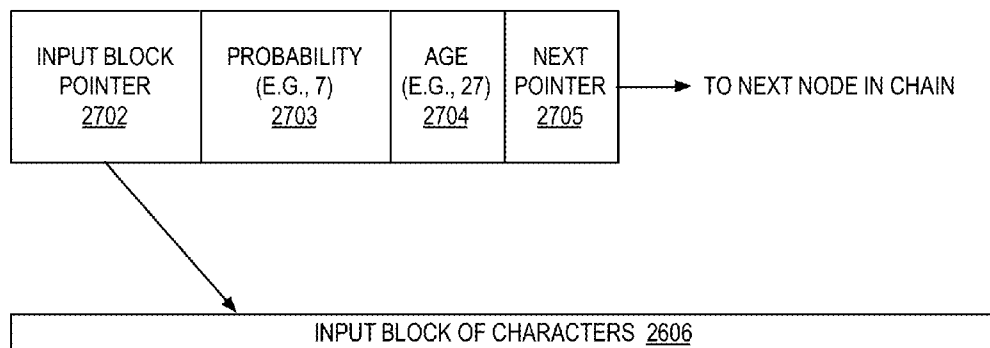 INPUT BLOCK
POINTER
2702
PROBABILITY
(E.G., 7)
2703
AGE
(E.G., 27)
2704
NEXT
POINTER
2705
TO NEXT NODE IN CHAIN
INPUT BLOCK OF CHARACTERS 2606